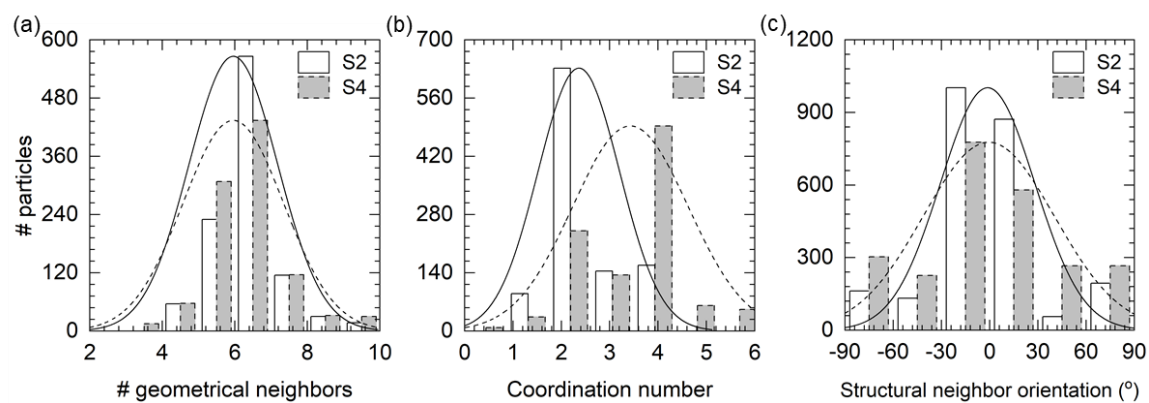 (a)
600
480
360
240
120
0
# particles
S2
S4
2 4 6 8 10
# geometrical neighbors
(b)
700
560
420
280
140
0
S2
S4
0 1 2 3 4 5 6
Coordination number
(c)
1200
900
600
300
0
S2
S4
-90 -60 -30 0 30 60 90
Structural neighbor orientation (º)